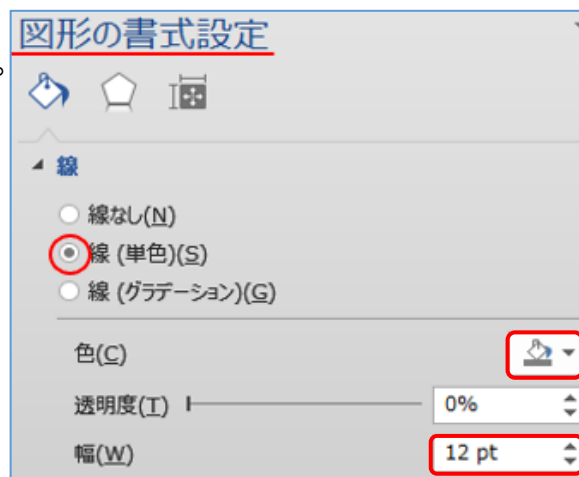 図形の書式設定
。
線
線なし(N)
線 (単色)(S)
線 (グラデーション)(G)
色(C)
透明度(T) 0%
幅(W) 12 pt